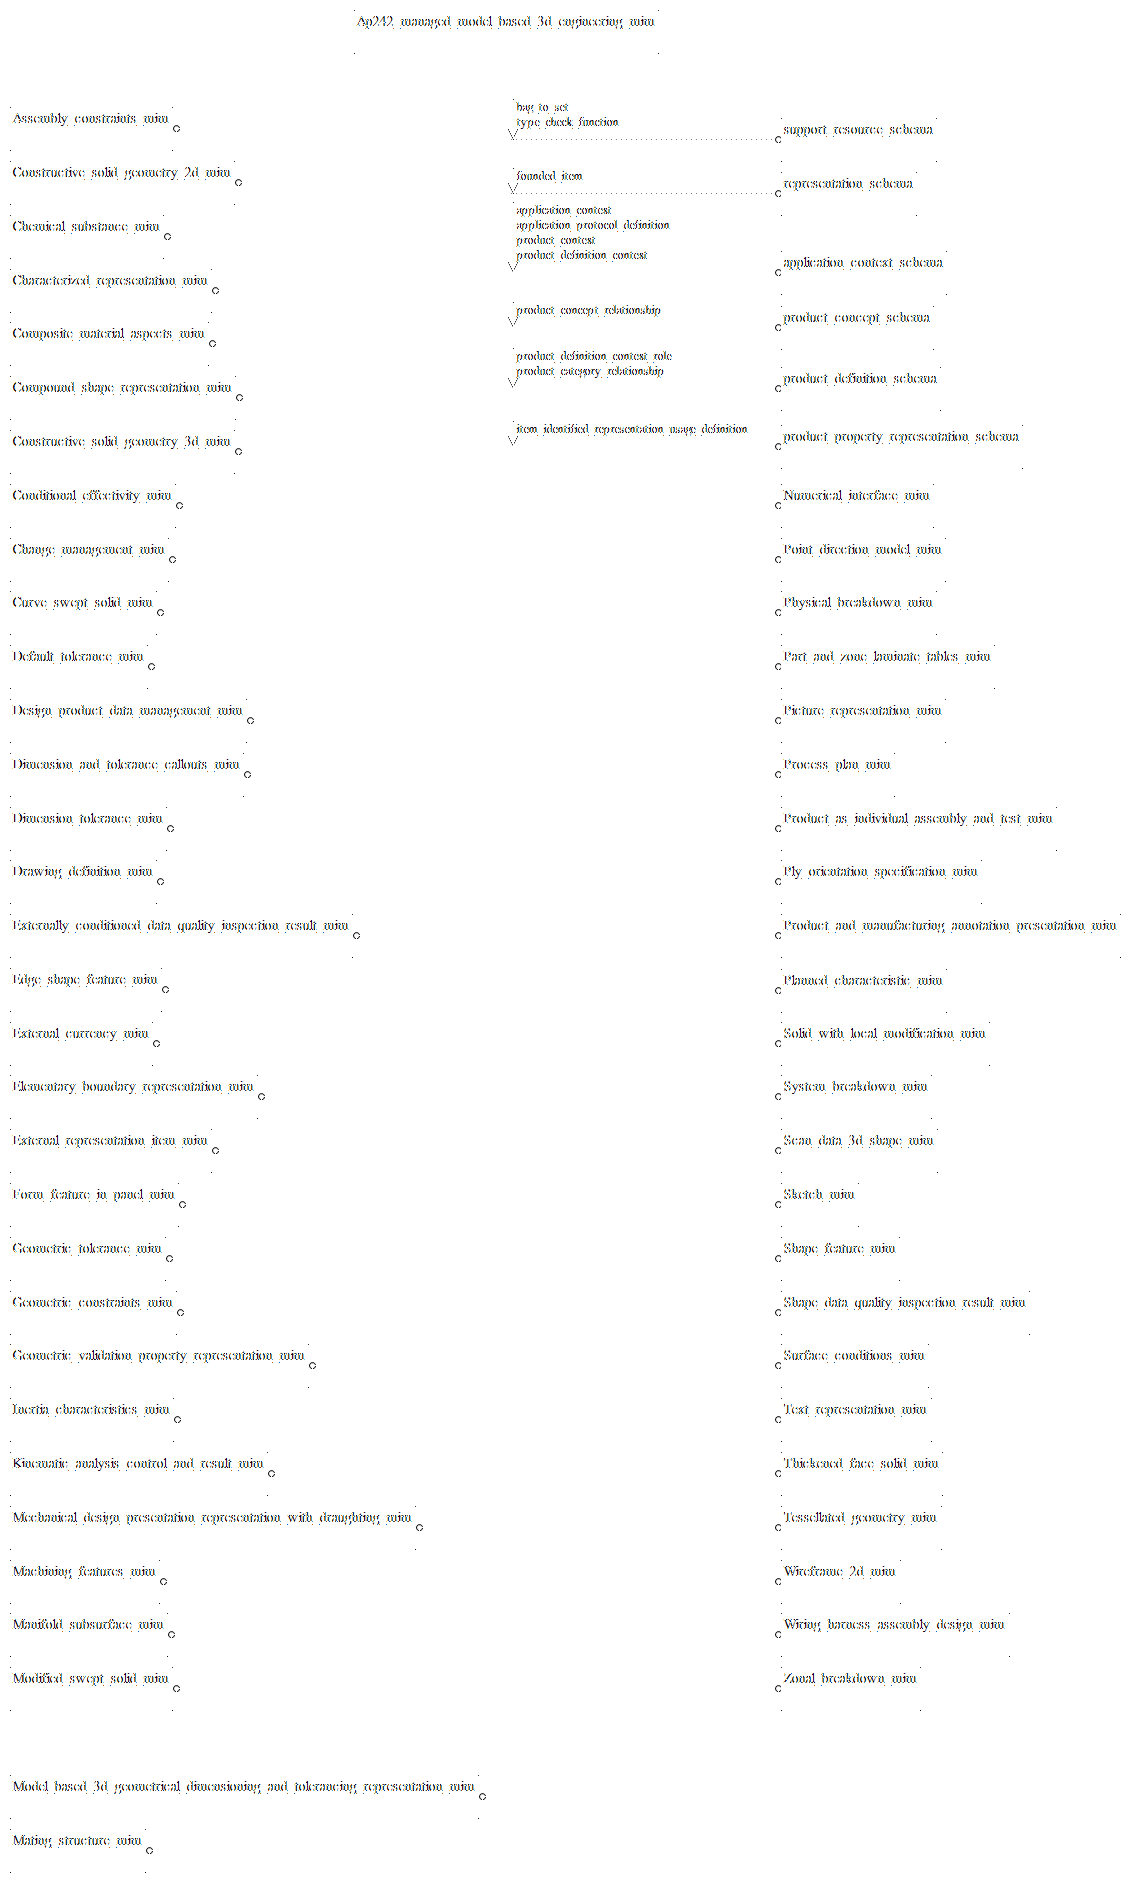 Ap242_managed_model_based_3d_engineering_mim
Assembly_constraints_mim
Constructive_solid_geometry_2d_mim
Chemical_substance_mim
Characterized_representation_mim
Composite_material_aspects_mim
Compound_shape_representation_mim
Constructive_solid_geometry_3d_mim
Conditional_effectivity_mim
Change_management_mim
Curve_swept_solid_mim
Default_tolerance_mim
Design_product_data_management_mim
Dimension_and_tolerance_callouts_mim
Dimension_tolerance_mim
Drawing_definition_mim
Externally_conditioned_data_quality_inspection_result_mim
Edge_shape_feature_mim
External_currency_mim
Elementary_boundary_representation_mim
External_representation_item_mim
Form_feature_in_panel_mim
Geometric_tolerance_mim
Geometric_constraints_mim
Geometric_validation_property_representation_mim
Inertia_characteristics_mim
Kinematic_analysis_control_and_result_mim
Mechanical_design_presentation_representation_with_draughting_mim
Machining_features_mim
Manifold_subsurface_mim
Modified_swept_solid_mim
Model_based_3d_geometrical_dimensioning_and_tolerancing_representation_mim
Mating_structure_mim
bag_to_set
type_check_function
founded_item
application_context
application_protocol_definition
product_context
product_definition_context
product_concept_relationship
product_definition_context_role
product_category_relationship
item_identified_representation_usage_definition
support_resource_schema
representation_schema
application_context_schema
product_concept_schema
product_definition_schema
product_property_representation_schema
Numerical_interface_mim
Point_direction_model_mim
Physical_breakdown_mim
Part_and_zone_laminate_tables_mim
Picture_representation_mim
Process_plan_mim
Product_as_individual_assembly_and_test_mim
Ply_orientation_specification_mim
Product_and_manufacturing_annotation_presentation_mim
Planned_characteristic_mim
Solid_with_local_modification_mim
System_breakdown_mim
Scan_data_3d_shape_mim
Sketch_mim
Shape_feature_mim
Shape_data_quality_inspection_result_mim
Surface_conditions_mim
Text_representation_mim
Thickened_face_solid_mim
Tessellated_geometry_mim
Wireframe_2d_mim
Wiring_harness_assembly_design_mim
Zonal_breakdown_mim